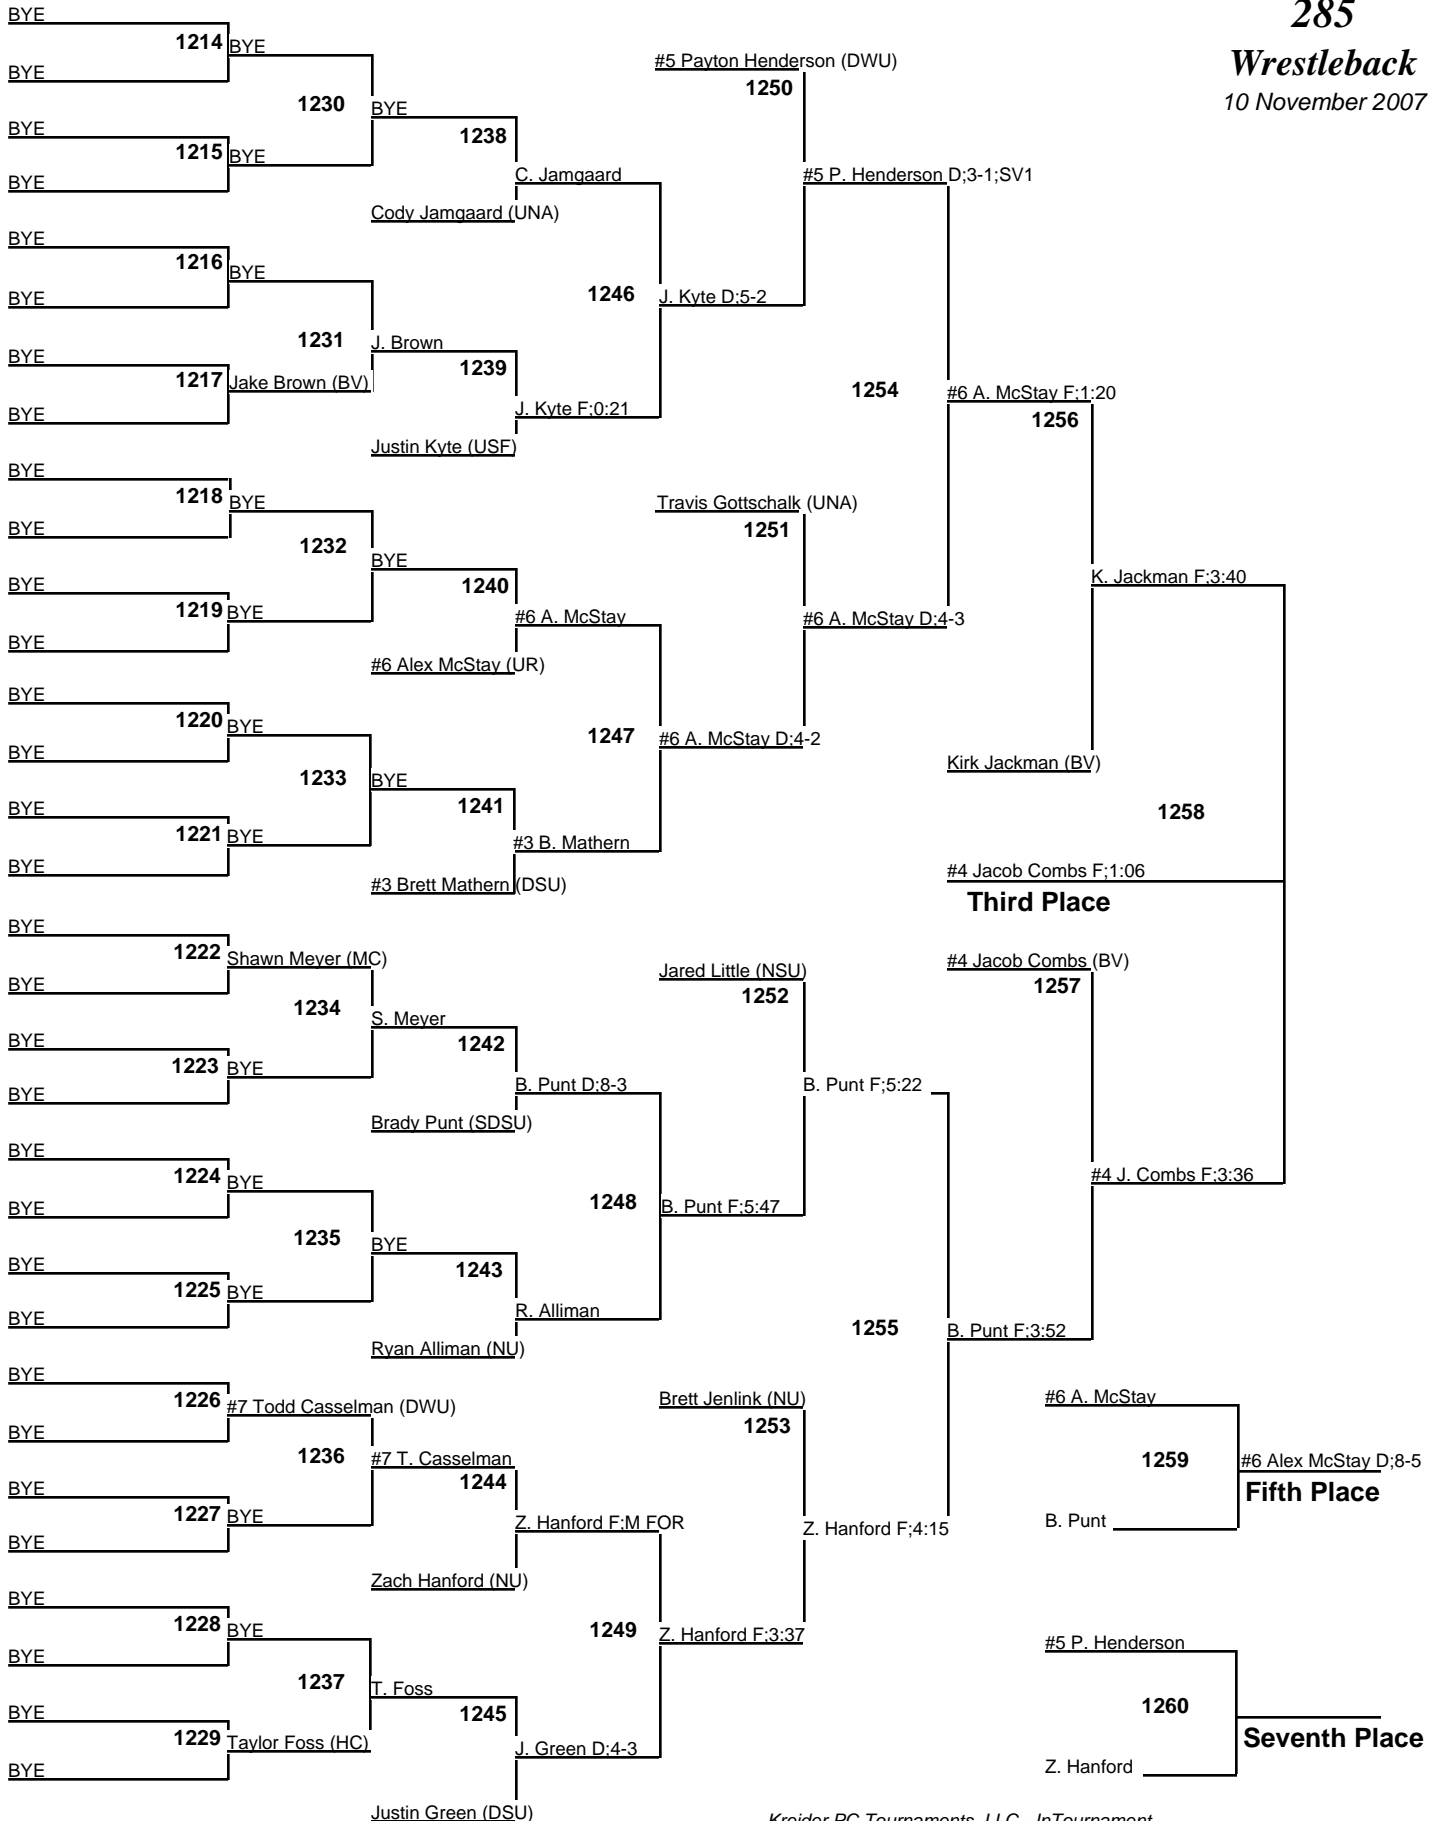 285
Wrestleback
10 November 2007
BYE
1214
BYE
BYE
1230
BYE
BYE
1215
BYE
BYE
1238
C. Jamgaard
Cody Jamgaard (UNA)
BYE
1216
BYE
BYE
1231
J. Brown
BYE
1217
Jake Brown (BV)
BYE
1239
J. Kyte F;0:21
Justin Kyte (USF)
1246
J. Kyte D;5-2
#5 Payton Henderson (DWU)
1250
#5 P. Henderson D;3-1;SV1
BYE
1218
BYE
BYE
1232
BYE
BYE
1219
BYE
BYE
1240
#6 A. McStay
#6 Alex McStay (UR)
BYE
1220
BYE
BYE
1233
BYE
BYE
1221
BYE
BYE
1241
#3 B. Mathern
#3 Brett Mathern (DSU)
1247
#6 A. McStay D;4-2
Travis Gottschalk (UNA)
1251
#6 A. McStay D;4-3
1254
#6 A. McStay F;1:20
1256
K. Jackman F;3:40
Kirk Jackman (BV)
1258
#4 Jacob Combs F;1:06
Third Place
BYE
1222
Shawn Meyer (MC)
BYE
1234
S. Meyer
BYE
1223
BYE
BYE
1242
B. Punt D;8-3
Brady Punt (SDSU)
BYE
1224
BYE
BYE
1235
BYE
BYE
1225
BYE
BYE
1243
R. Alliman
Ryan Alliman (NU)
1248
B. Punt F;5:47
Jared Little (NSU)
1252
B. Punt F;5:22
#4 Jacob Combs (BV)
1257
#4 J. Combs F;3:36
BYE
1226
#7 Todd Casselman (DWU)
BYE
1236
#7 T. Casselman
BYE
1227
BYE
BYE
1244
Z. Hanford F;M FOR
Zach Hanford (NU)
BYE
1228
BYE
BYE
1237
T. Foss
BYE
1229
Taylor Foss (HC)
BYE
1245
J. Green D;4-3
Justin Green (DSU)
1249
Z. Hanford F;3:37
Brett Jenlink (NU)
1253
Z. Hanford F;4:15
1255
B. Punt F;3:52
#6 A. McStay
1259
#6 Alex McStay D;8-5
Fifth Place
B. Punt
#5 P. Henderson
1260
Seventh Place
Z. Hanford
Kreider PC Tournaments, LLC - InTournament